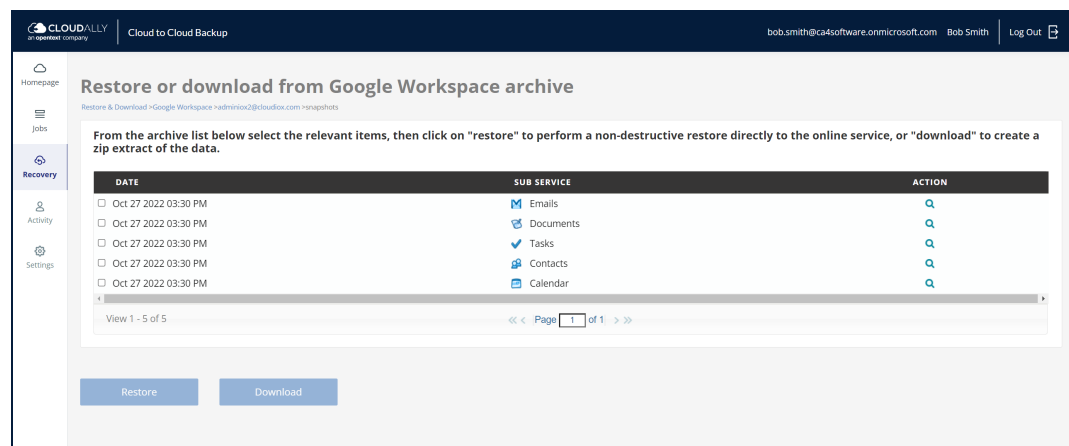 CLOUDALLY
an opentext company
Cloud to Cloud Backup
bob.smith@ca4software.onmicrosoft.com Bob Smith Log Out
Homepage
Jobs
Recovery
Activity
Settings
Restore or download from Google Workspace archive
Restore & Download >Google Workspace >adminiox2@cloudiox.com >snapshots
From the archive list below select the relevant items, then click on "restore" to perform a non-destructive restore directly to the online service, or "download" to create a
zip extract of the data.
DATE SUB SERVICE ACTION
Oct 27 2022 03:30 PM Emails
Oct 27 2022 03:30 PM Documents
Oct 27 2022 03:30 PM Tasks
Oct 27 2022 03:30 PM Contacts
Oct 27 2022 03:30 PM Calendar
View 1 - 5 of 5 Page 1 of 1
Restore Download